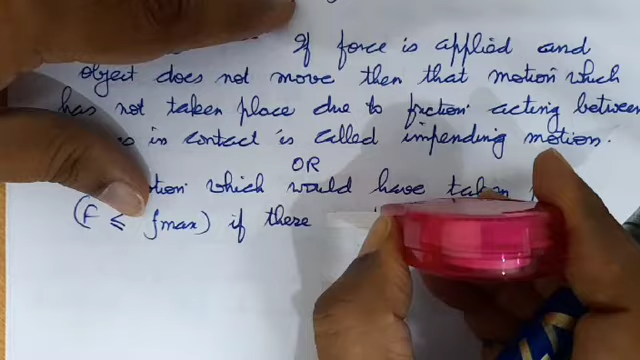 If force is applied and
object does not move then that motion which
has not taken place due to friction acting between
in contact is called impending motion.
OR
which would have taken
(F ≤ fmax) if there